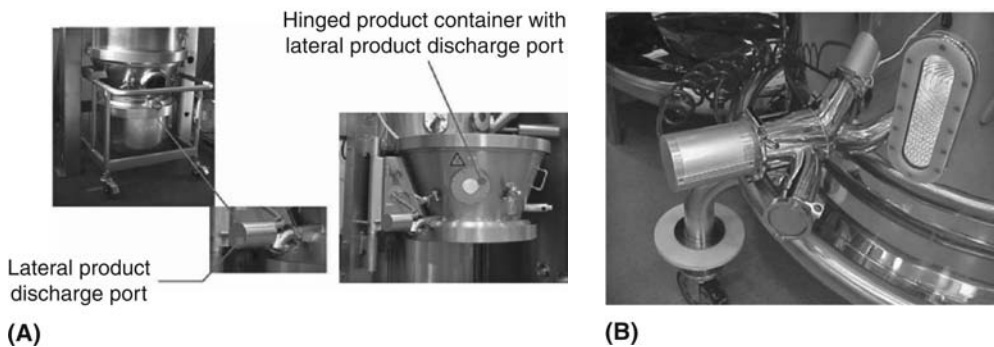 Hinged product container with
lateral product discharge port
Lateral product
discharge port
(A)
(B)